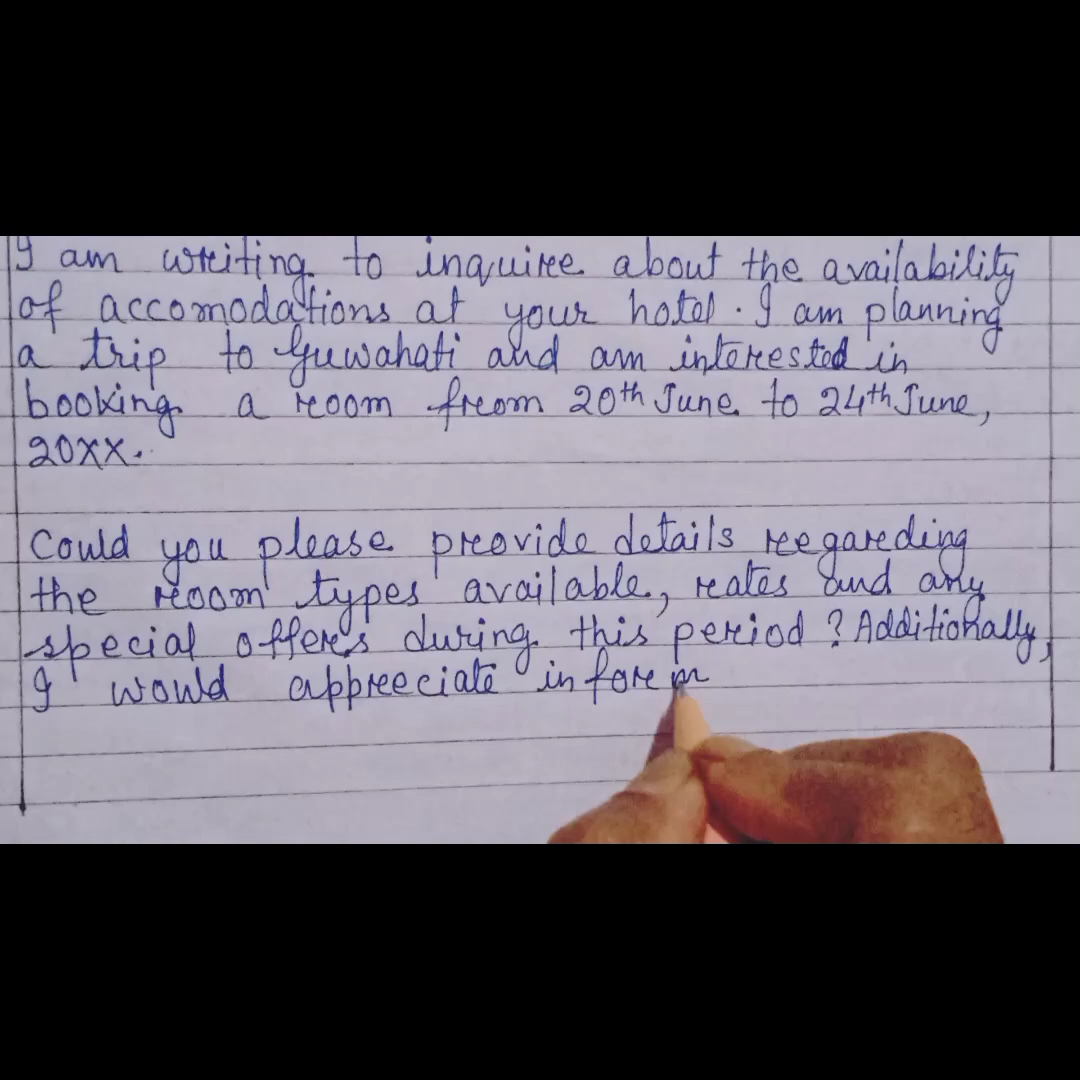 I am writing to inquire about the availability
of accomodations at your hotel. I am planning
a trip to Guwahati and am interested in
booking a room from 20th June to 24th June,
20XX.
Could you please provide details regarding
the room types available, rates and any
special offers during this period? Additionally,
I would appreciate inform